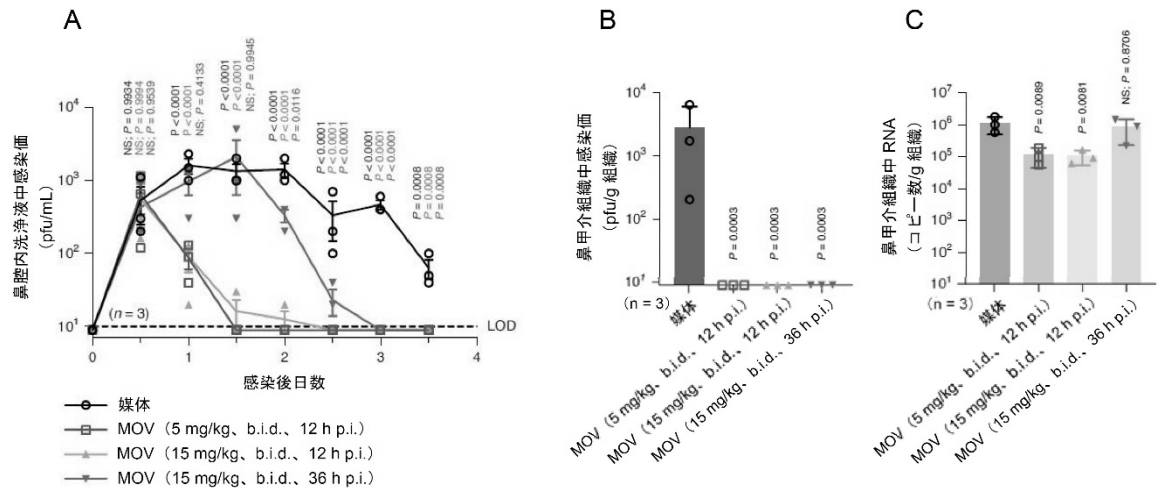 A
B
C
鼻腔内洗浄液中感染価
(pfu/mL)
10⁴
10³
10²
10¹
NS; P = 0.9934
NS; P = 0.9994
NS; P = 0.9539
P < 0.0001
P < 0.0001
NS; P = 0.4133
P < 0.0001
P < 0.0001
NS; P = 0.9945
P < 0.0001
P < 0.0001
P = 0.0116
P < 0.0001
P < 0.0001
P < 0.0001
P < 0.0001
P < 0.0001
P < 0.0001
P = 0.0008
P = 0.0008
P = 0.0008
(n = 3)
LOD
0 1 2 3 4
感染後日数
媒体
MOV（5 mg/kg、b.i.d.、12 h p.i.）
MOV（15 mg/kg、b.i.d.、12 h p.i.）
MOV（15 mg/kg、b.i.d.、36 h p.i.）
鼻甲介組織中感染価
(pfu/g 組織)
10⁴
10³
10²
10¹
P = 0.0003
P = 0.0003
P = 0.0003
(n = 3)
媒体
MOV（5 mg/kg、b.i.d.、12 h p.i.）
MOV（15 mg/kg、b.i.d.、12 h p.i.）
MOV（15 mg/kg、b.i.d.、36 h p.i.）
鼻甲介組織中 RNA
（コピー数/g 組織）
10⁷
10⁶
10⁵
10⁴
10³
10²
10¹
P = 0.0089
P = 0.0081
NS; P = 0.8706
(n = 3)
媒体
MOV（5 mg/kg、b.i.d.、12 h p.i.）
MOV（15 mg/kg、b.i.d.、12 h p.i.）
MOV（15 mg/kg、b.i.d.、36 h p.i.）